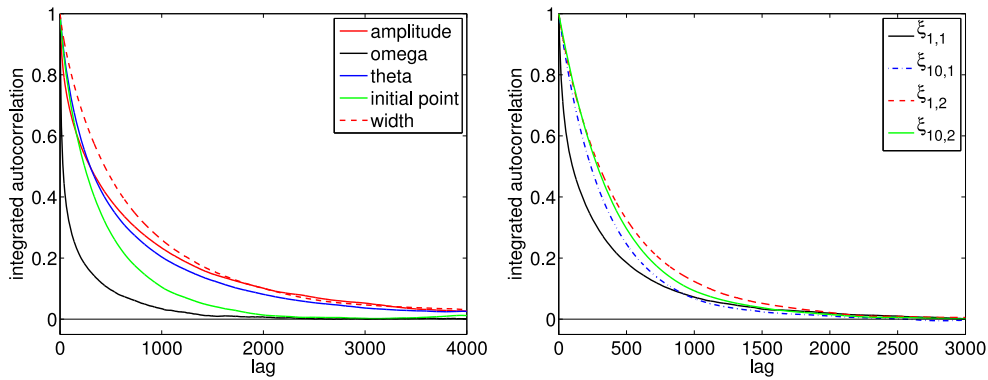 integrated autocorrelation
1
0.8
0.6
0.4
0.2
0
0
1000
2000
3000
4000
lag
amplitude
omega
theta
initial point
width
integrated autocorrelation
1
0.8
0.6
0.4
0.2
0
0
500
1000
1500
2000
2500
3000
lag
ξ1,1
ξ10,1
ξ1,2
ξ10,2